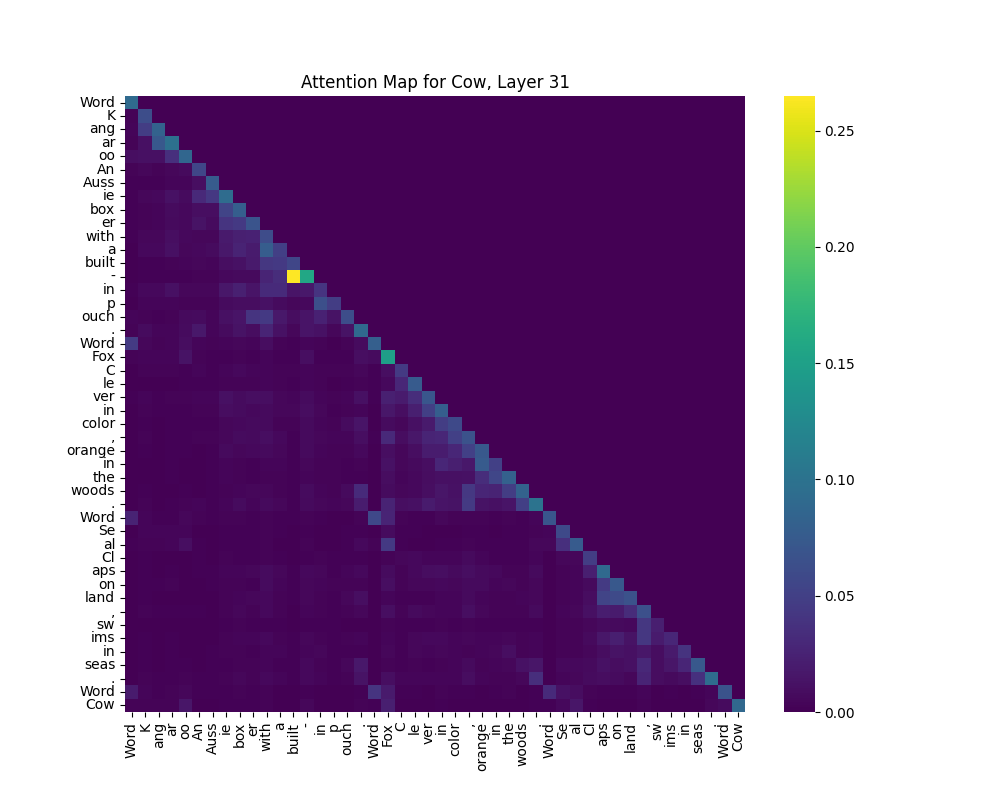 Attention Map for Cow, Layer 31
Word
K
ang
ar
oo
An
Auss
ie
box
er
with
a
built
-
in
p
ouch
.
Word
Fox
C
le
ver
in
color
,
orange
in
the
woods
.
Word
Se
al
Cl
aps
on
land
,
sw
ims
in
seas
.
Word
Cow
Word K ang ar oo An Auss ie box er with a built - in p ouch . Word Fox C le ver in color , orange in the woods . Word Se al Cl aps on land , sw ims in seas . Word Cow
0.25
0.20
0.15
0.10
0.05
0.00